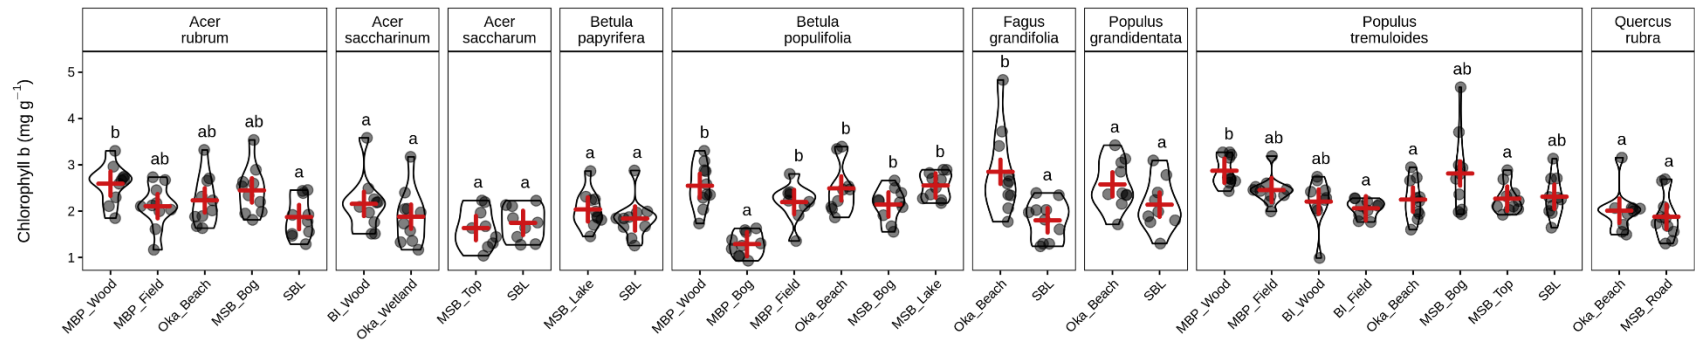 Acer
rubrum
Acer
saccharinum
Acer
saccharum
Betula
papyrifera
Betula
populifolia
Fagus
grandifolia
Populus
grandidentata
Populus
tremuloides
Quercus
rubra
Chlorophyll b (mg g⁻¹)
5
4
3
2
1
b
ab
ab
ab
a
a
a
a
a
a
a
b
a
b
b
b
b
b
a
a
a
b
ab
ab
a
a
ab
a
ab
a
a
MBP_Wood
MBP_Field
Oka_Beach
MSB_Bog
SBL
BI_Wood
Oka_Wetland
MSB_Top
SBL
MSB_Lake
SBL
MBP_Wood
MBP_Bog
MBP_Field
Oka_Beach
MSB_Bog
MSB_Lake
Oka_Beach
SBL
Oka_Beach
SBL
MBP_Wood
MBP_Field
BI_Wood
BI_Field
Oka_Beach
MSB_Bog
MSB_Top
SBL
Oka_Beach
MSB_Road